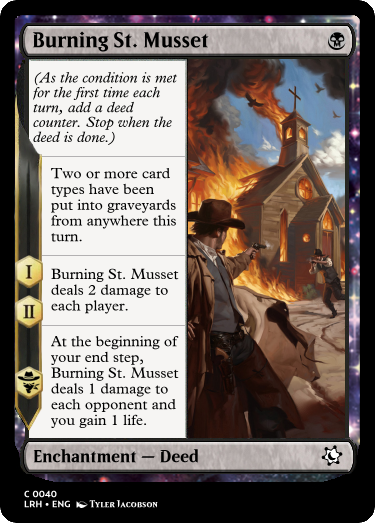 Burning St. Musset
(As the condition is met
for the first time each
turn, add a deed
counter. Stop when the
deed is done.)
Two or more card
types have been
put into graveyards
from anywhere this
turn.
I
Burning St. Musset
deals 2 damage to
each player.
II
At the beginning of
your end step,
Burning St. Musset
deals 1 damage to
each opponent and
you gain 1 life.
Enchantment — Deed
C 0040
LRH • ENG Tyler Jacobson